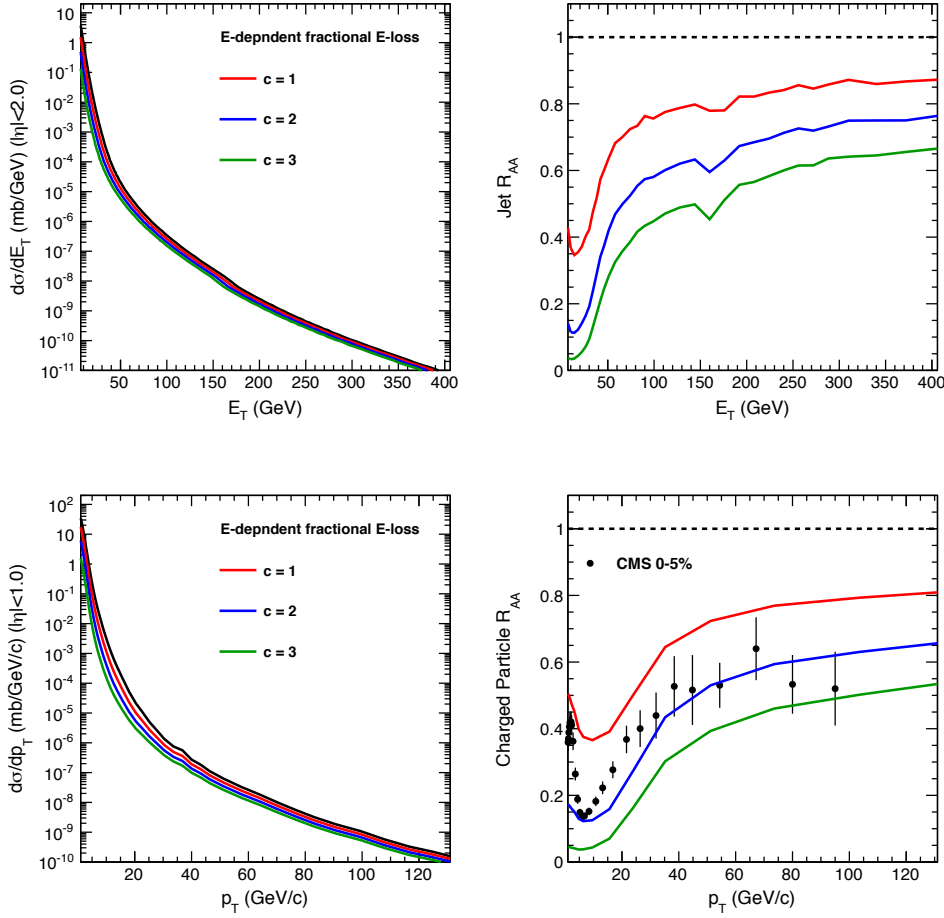 dσ/dE_T (mb/GeV) (|η|<2.0)
E-depndent fractional E-loss
c = 1
c = 2
c = 3
1
10^-1
10^-2
10^-3
10^-4
10^-5
10^-6
10^-7
10^-8
10^-9
10^-10
10^-11
50 100 150 200 250 300 350 400
E_T (GeV)
Jet R_AA
1
0.8
0.6
0.4
0.2
0
50 100 150 200 250 300 350 400
E_T (GeV)
dσ/dp_T (mb/GeV/c) (|η|<1.0)
E-depndent fractional E-loss
c = 1
c = 2
c = 3
10^2
10
1
10^-1
10^-2
10^-3
10^-4
10^-5
10^-6
10^-7
10^-8
10^-9
10^-10
20 40 60 80 100 120
p_T (GeV/c)
Charged Particle R_AA
CMS 0-5%
1
0.8
0.6
0.4
0.2
0
20 40 60 80 100 120
p_T (GeV/c)